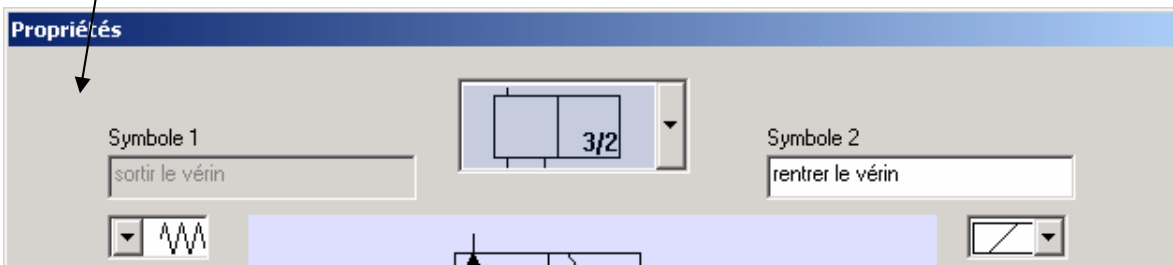 Propriétés
3/2
Symbole 1
Symbole 2
sortir le vérin
rentrer le vérin